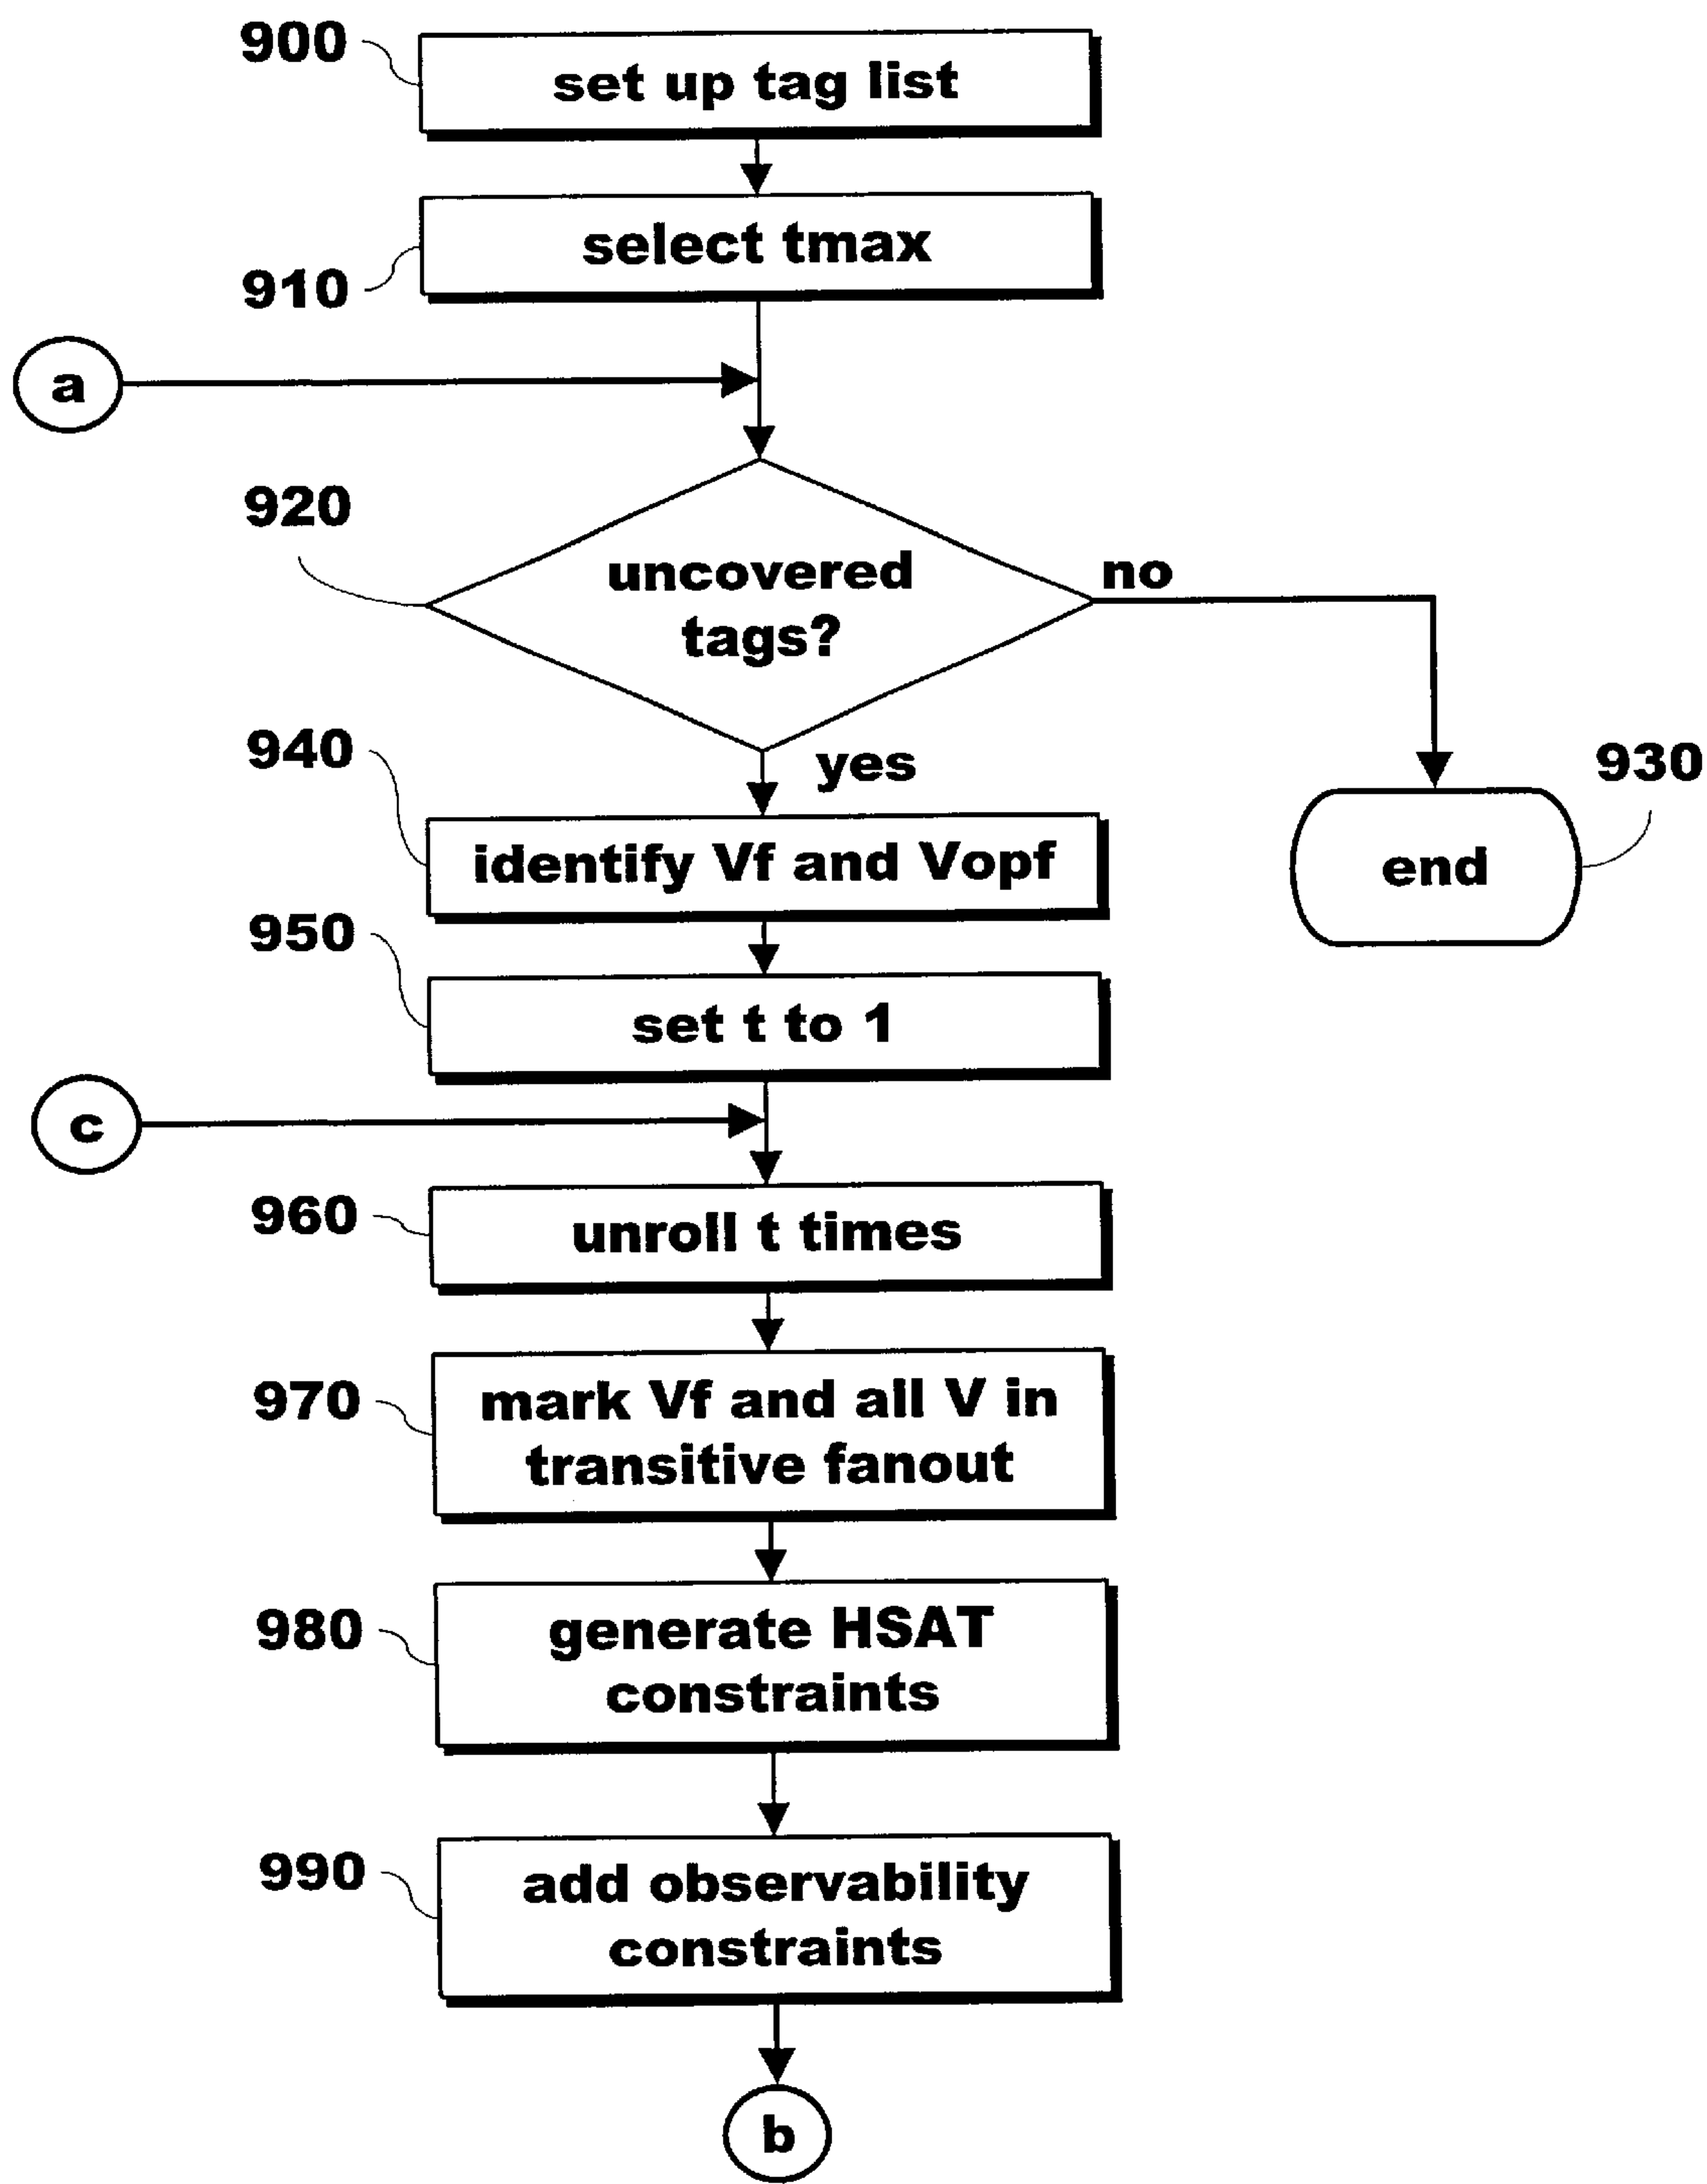 900
set up tag list
select tmax
910
a
920
uncovered
tags?
no
yes
930
end
940
identify Vf and Vopf
950
set t to 1
c
960
unroll t times
970
mark Vf and all V in
transitive fanout
980
generate HSAT
constraints
990
add observability
constraints
b